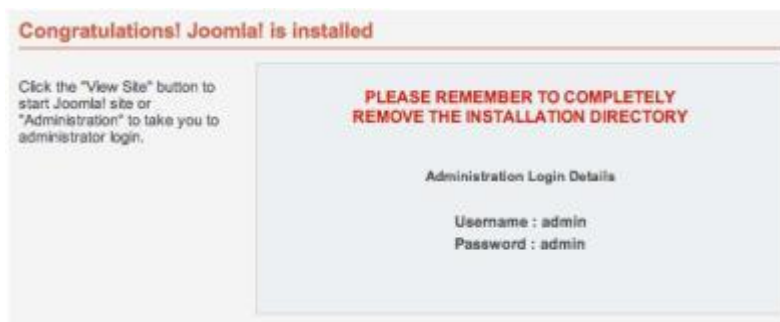 Congratulations! Joomla! is installed
Click the "View Site" button to
start Joomla! site or
"Administration" to take you to
administrator login.
PLEASE REMEMBER TO COMPLETELY
REMOVE THE INSTALLATION DIRECTORY
Administration Login Details
Username : admin
Password : admin